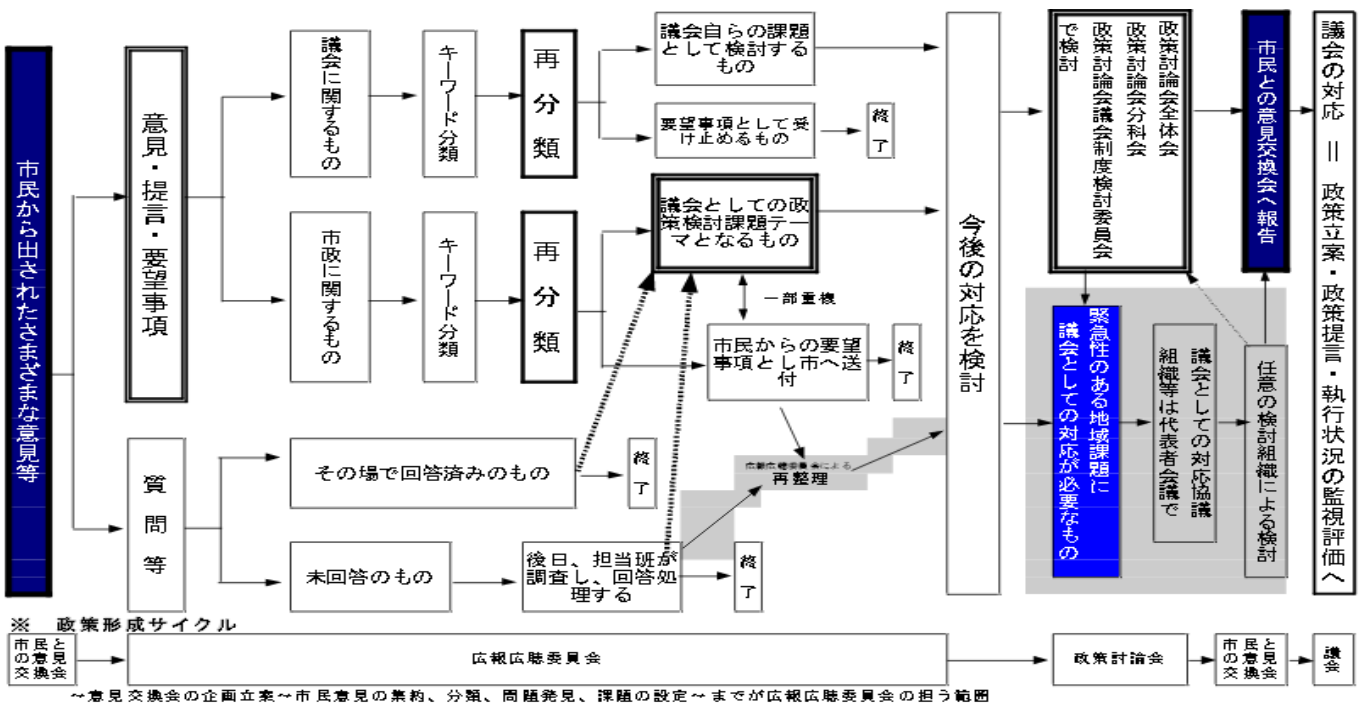 市民から出されたさまざまな意見等
意見・提言・要望事項
質問等
議会に関するもの
市政に関するもの
キーワード分類
キーワード分類
再分類
再分類
議会自らの課題
として検討する
もの
要望事項として受
け止めるもの
終了
議会としての政
策検討課題テー
マとなるもの
一部重複
市民からの要望
事項とし市へ送
付
終了
その場で回答済みのもの
終了
未回答のもの
後日、担当班が
調査し、回答処
理する
終了
広報広聴委員会による
再整理
今後の対応を検討
政策討論会全体会
政策討論会分科会
政策討論会議会制度検討委員会
で検討
緊急性のある地域課題に
議会としての対応が必要なもの
議会としての対応協議
組織等は代表者会議で
任意の検討組織による検討
市民との意見交換会へ報告
議会の対応 = 政策立案・政策提言・執行状況の監視評価へ
※ 政策形成サイクル
市民と
の意見
交換会
広報広聴委員会
政策討論会
市民と
の意見
交換会
議会
~意見交換会の企画立案~市民意見の集約、分類、問題発見、課題の設定~までが広報広聴委員会の担う範囲